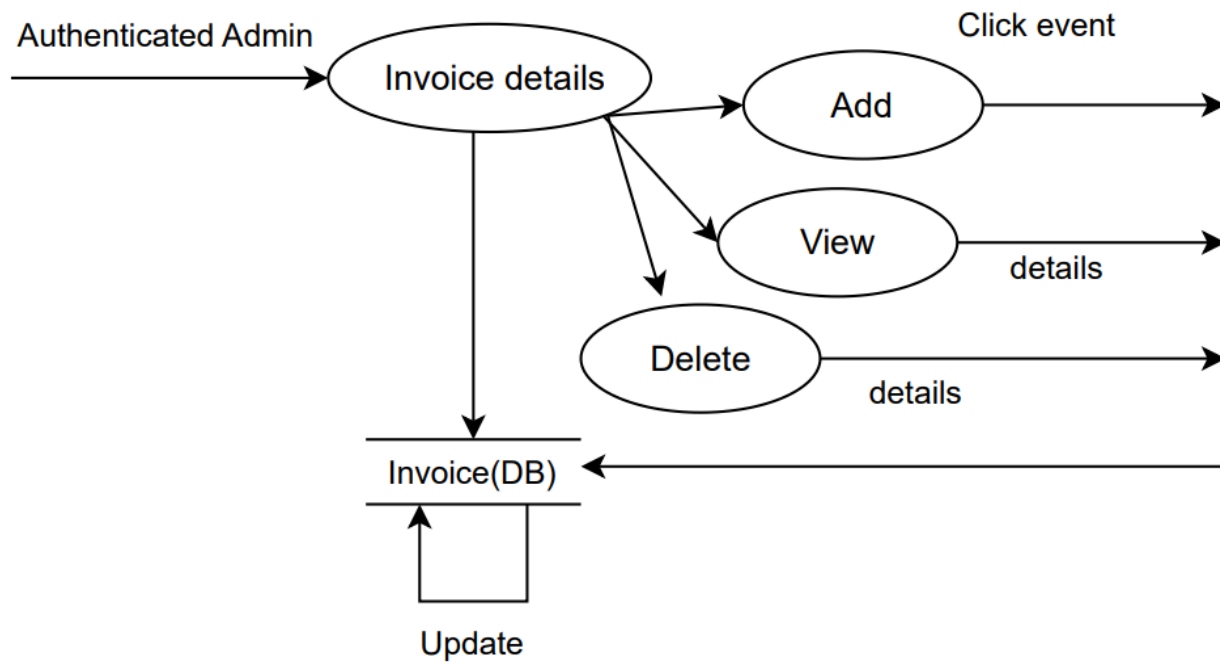 Authenticated Admin
Click event
Invoice details
Add
View
details
Delete
details
Invoice(DB)
Update